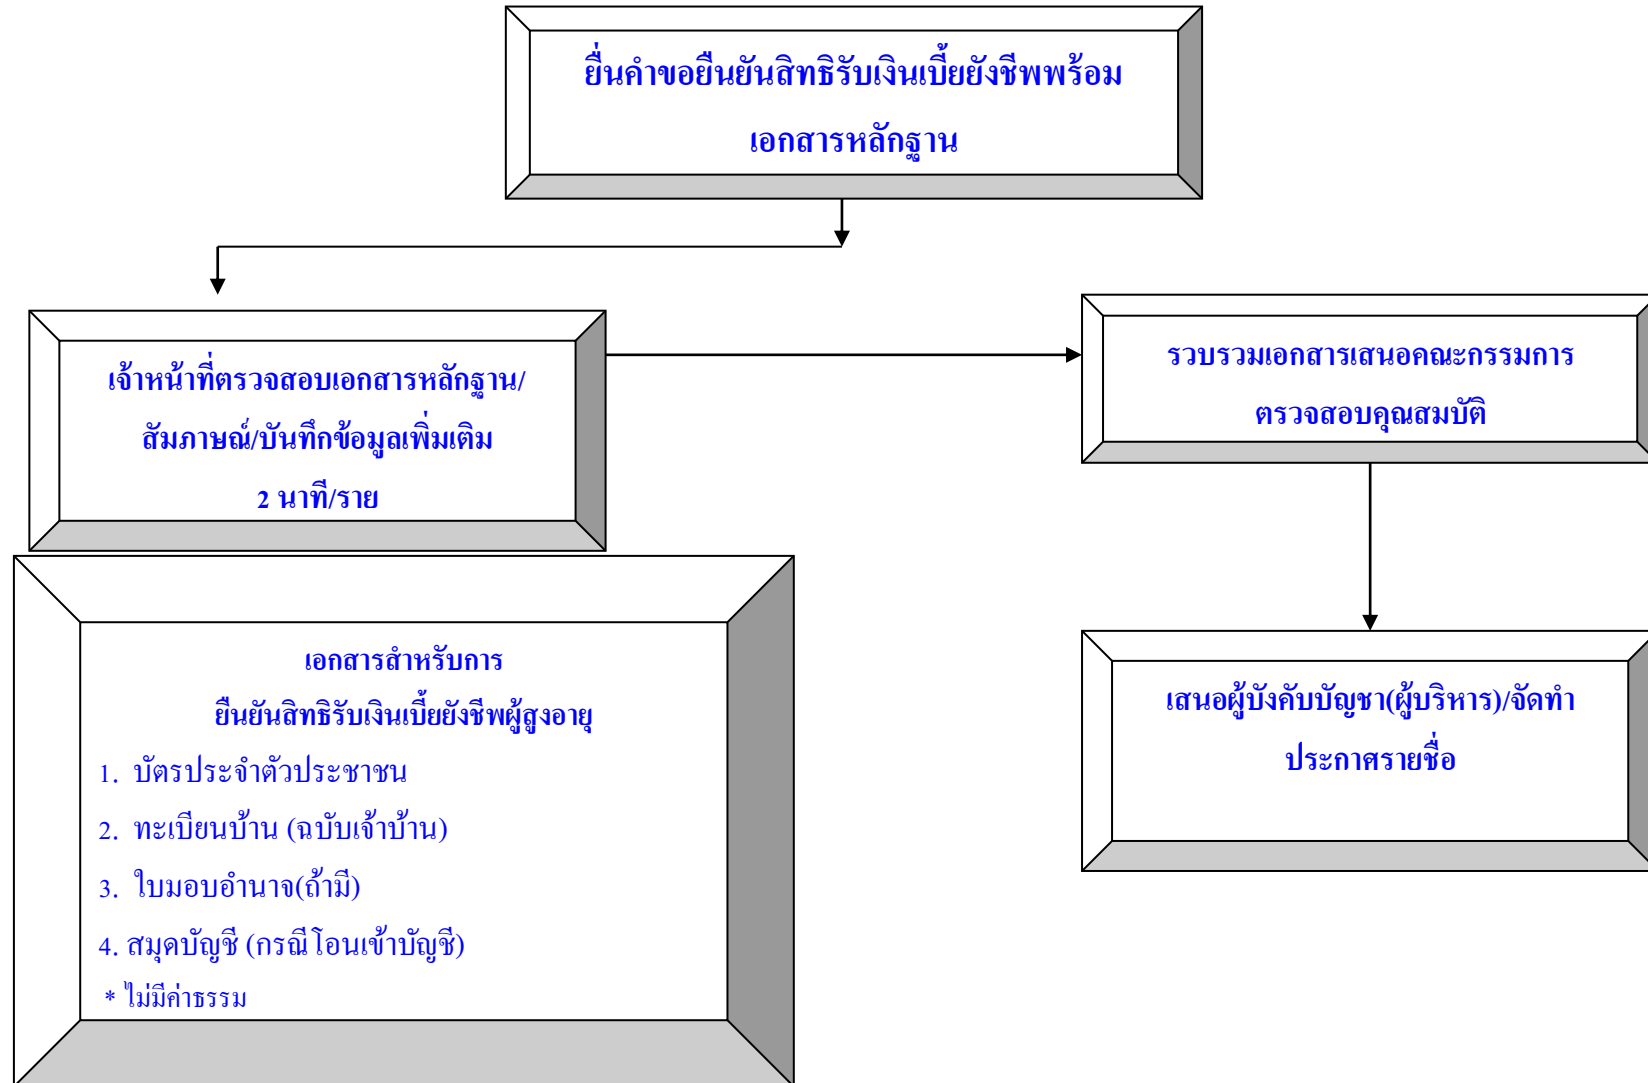 ยื่นคำขอยืนยันสิทธิรับเงินเบี้ยยังชีพพร้อม
เอกสารหลักฐาน
เจ้าหน้าที่ตรวจสอบเอกสารหลักฐาน/
สัมภาษณ์/บันทึกข้อมูลเพิ่มเติม
2 นาที/ราย
รวบรวมเอกสารเสนอคณะกรรมการ
ตรวจสอบคุณสมบัติ
เอกสารสำหรับการ
ยืนยันสิทธิรับเงินเบี้ยยังชีพผู้สูงอายุ
1. บัตรประจำตัวประชาชน
2. ทะเบียนบ้าน (ฉบับเจ้าบ้าน)
3. ใบมอบอำนาจ(ถ้ามี)
4. สมุดบัญชี (กรณีโอนเข้าบัญชี)
* ไม่มีค่าธรรม
เสนอผู้บังคับบัญชา(ผู้บริหาร)/จัดทำ
ประกาศรายชื่อ